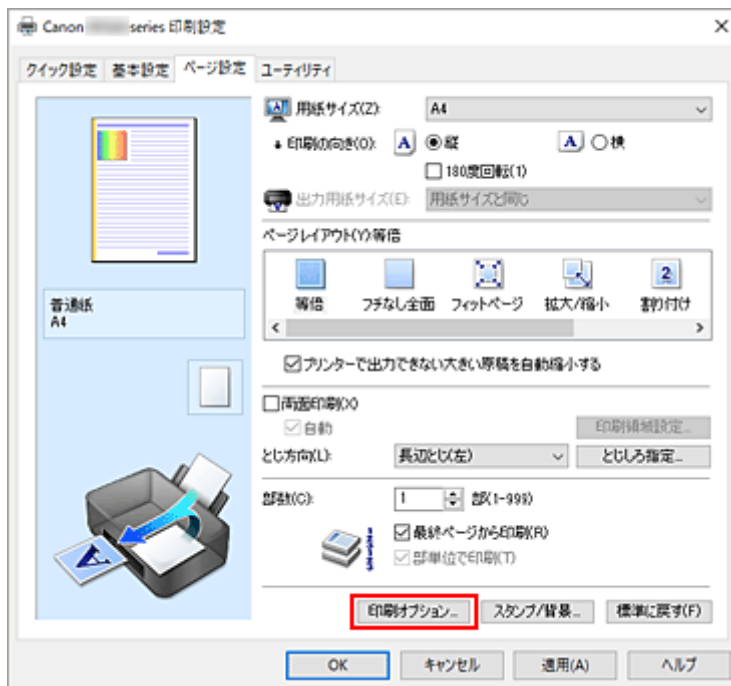 Canon series 印刷設定
クイック設定 基本設定 ページ設定 ユーティリティ
用紙サイズ(Z): A4
印刷の向き(O): A 縦 A 横
180度回転(1)
出力用紙サイズ(E): 用紙サイズと同じ
ページレイアウト(Y):等倍
等倍 フチなし全面 フィットページ 拡大/縮小 割り付け
普通紙
A4
プリンターで出力できない大きい原稿を自動縮小する
両面印刷(X)
自動 印刷領域設定...
とじ方向(L): 長辺とじ(左) とじしろ指定...
部数(C): 1 部(1-999)
最終ページから印刷(R)
部単位で印刷(T)
印刷オプション... スタンプ/背景... 標準に戻す(F)
OK キャンセル 適用(A) ヘルプ